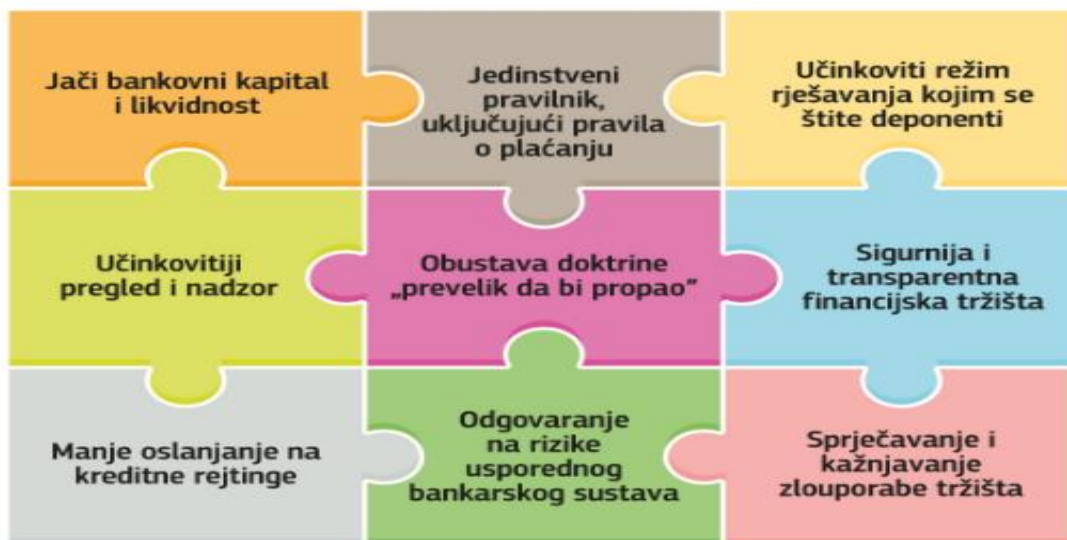 Jači bankovni kapital
i likvidnost
Jedinstveni
pravilnik,
uključujući pravila
o plaćanju
Učinkoviti režim
rješavanja kojim se
štite deponenti
Učinkovitiji
pregled i nadzor
Obustava doktrine
„prevelik da bi propao”
Sigurnija i
transparentna
financijska tržišta
Manje oslanjanje na
kreditne rejtinge
Odgovaranje
na rizike
usporednog
bankarskog sustava
Sprječavanje i
kažnjavanje
zlouporabe tržišta